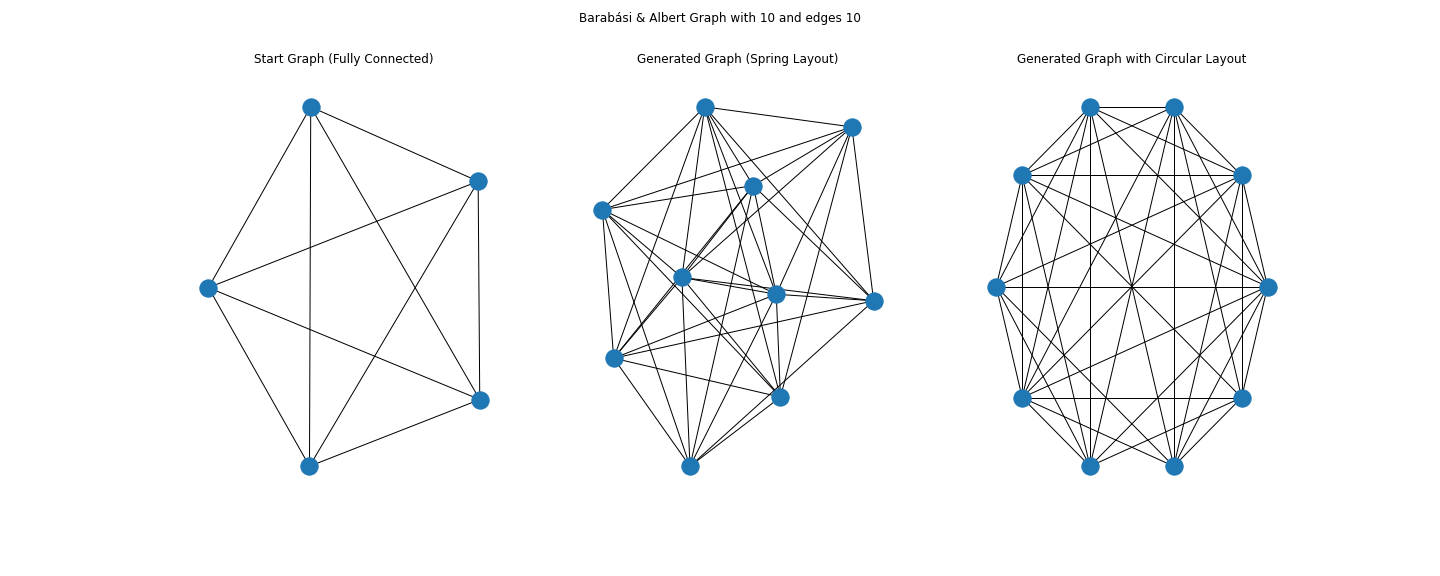 Barabási & Albert Graph with 10 and edges 10
Start Graph (Fully Connected)
Generated Graph (Spring Layout)
Generated Graph with Circular Layout